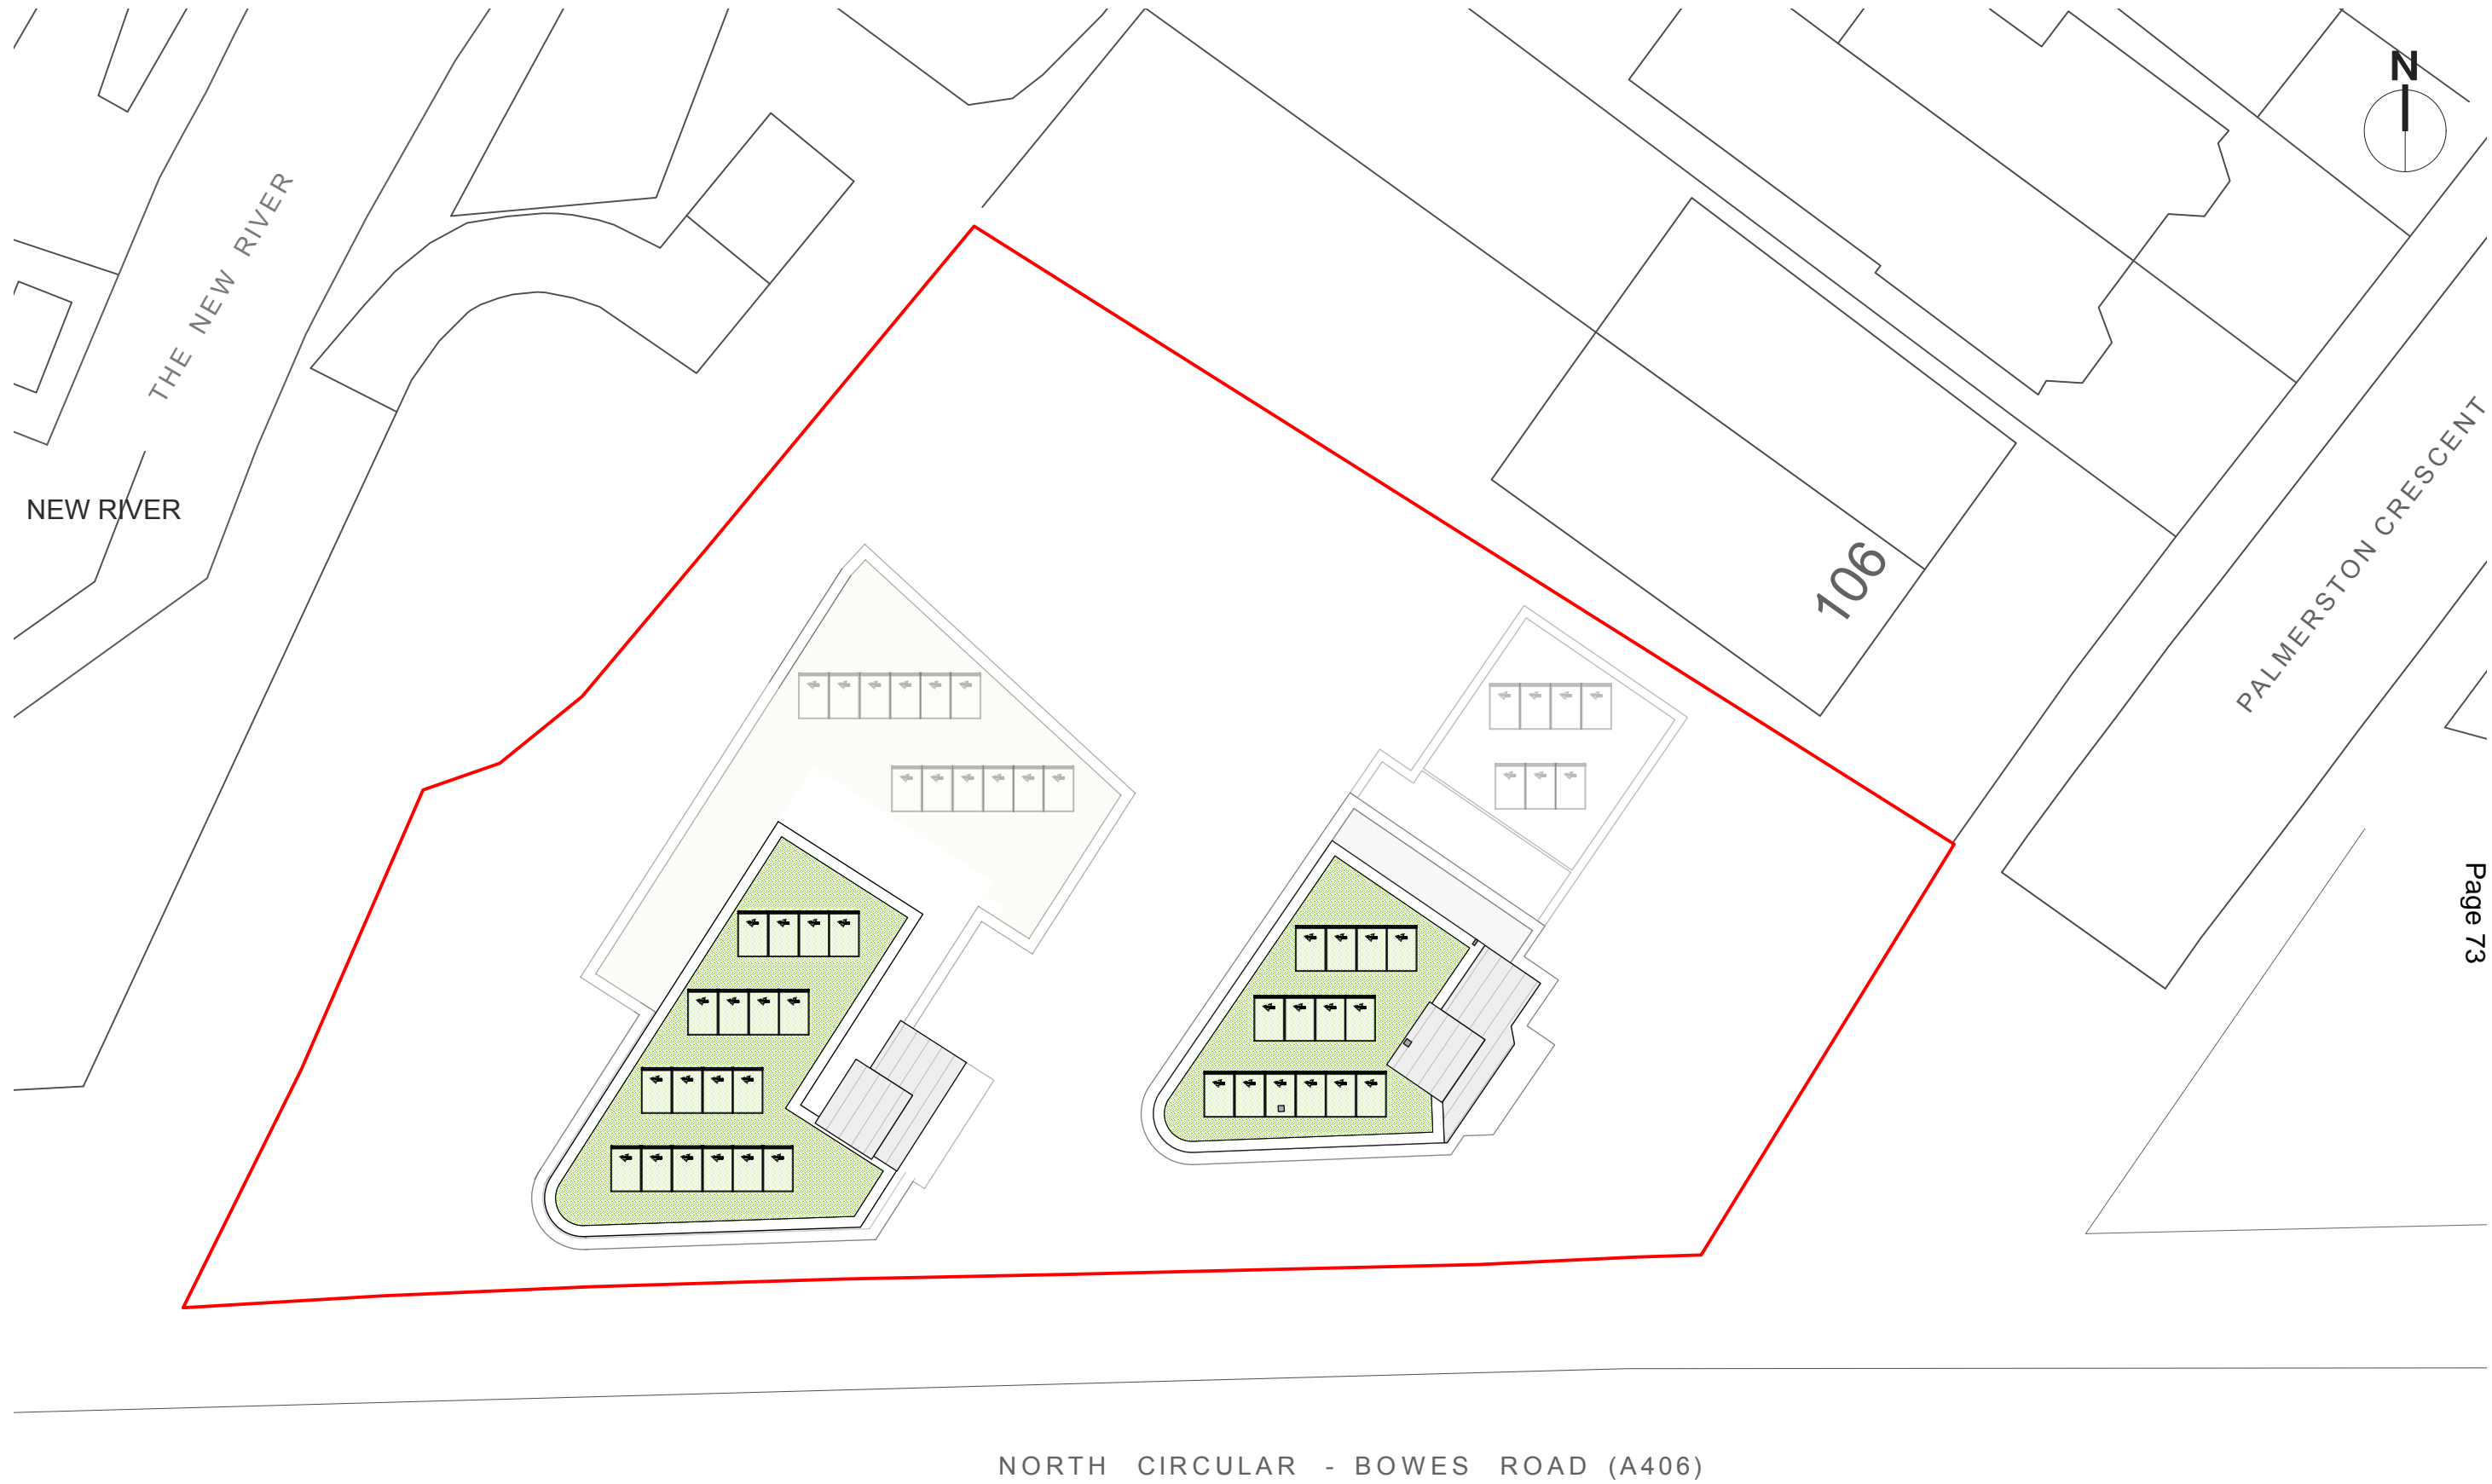 N
THE NEW RIVER
NEW RIVER
106
PALMERSTON CRESCENT
Page 73
NORTH CIRCULAR - BOWES ROAD (A406)